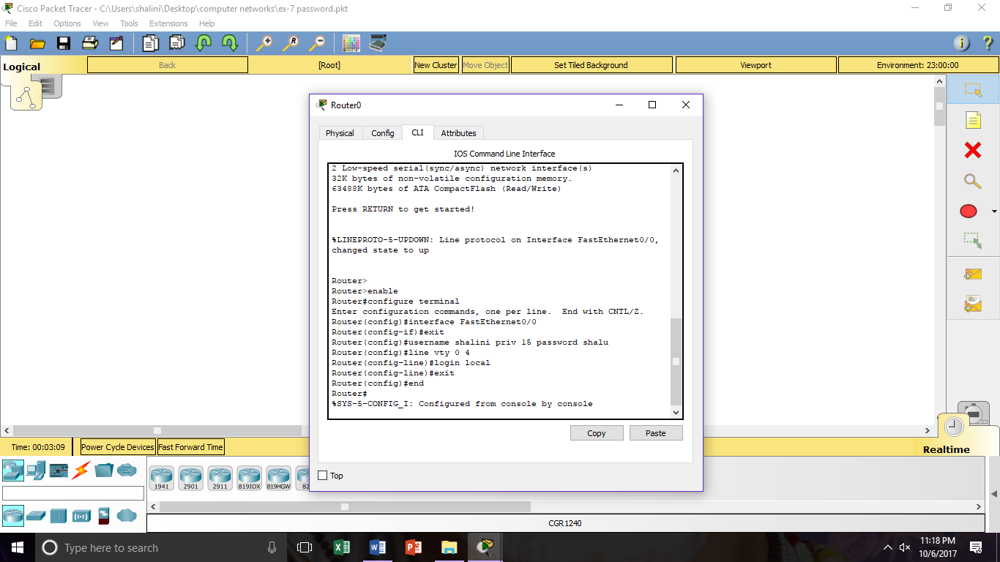 Cisco Packet Tracer - C:\Users\shalini\Desktop\computer networks\ex-7 password.pkt
File Edit Options View Tools Extensions Help
Logical
Back
[Root]
New Cluster
Move Object
Set Tiled Background
Viewport
Environment: 23:00:00
Router0
Physical Config CLI Attributes
IOS Command Line Interface
2 Low-speed serial(sync/async) network interface(s)
32K bytes of non-volatile configuration memory.
63488K bytes of ATA CompactFlash (Read/Write)
Press RETURN to get started!
%LINEPROTO-5-UPDOWN: Line protocol on Interface FastEthernet0/0,
changed state to up
Router>
Router>enable
Router#configure terminal
Enter configuration commands, one per line.  End with CNTL/Z.
Router(config)#interface FastEthernet0/0
Router(config-if)#exit
Router(config)#username shalini priv 15 password shalu
Router(config)#line vty 0 4
Router(config-line)#login local
Router(config-line)#exit
Router(config)#end
Router#
%SYS-5-CONFIG_I: Configured from console by console
Copy
Paste
Top
Time: 00:03:09
Power Cycle Devices
Fast Forward Time
Realtime
1941 2901 2911 819IOX 819HGW 82
CGR1240
Type here to search
11:18 PM
10/6/2017